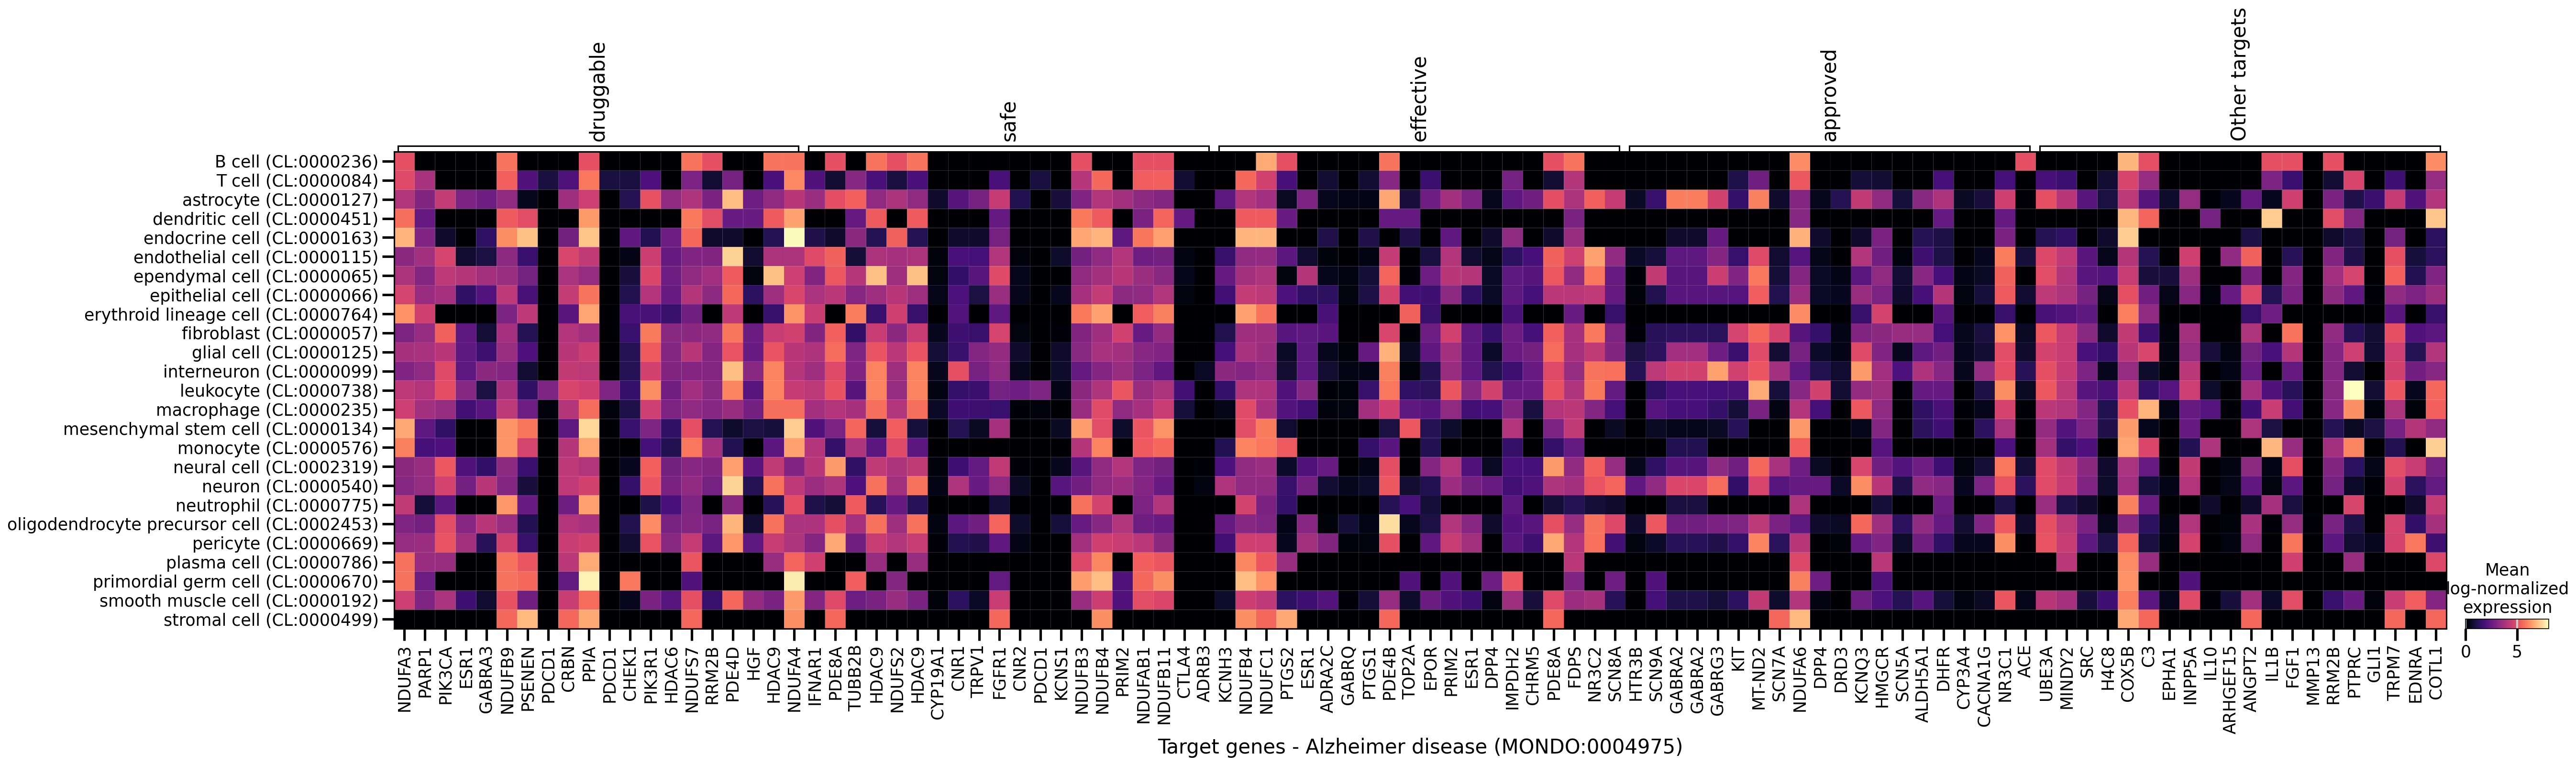 druggable
safe
effective
approved
Other targets
B cell (CL:0000236)
T cell (CL:0000084)
astrocyte (CL:0000127)
dendritic cell (CL:0000451)
endocrine cell (CL:0000163)
endothelial cell (CL:0000115)
ependymal cell (CL:0000065)
epithelial cell (CL:0000066)
erythroid lineage cell (CL:0000764)
fibroblast (CL:0000057)
glial cell (CL:0000125)
interneuron (CL:0000099)
leukocyte (CL:0000738)
macrophage (CL:0000235)
mesenchymal stem cell (CL:0000134)
monocyte (CL:0000576)
neural cell (CL:0002319)
neuron (CL:0000540)
neutrophil (CL:0000775)
oligodendrocyte precursor cell (CL:0002453)
pericyte (CL:0000669)
plasma cell (CL:0000786)
primordial germ cell (CL:0000670)
smooth muscle cell (CL:0000192)
stromal cell (CL:0000499)
NDUFA3
PARP1
PIK3CA
ESR1
GABRA3
NDUFB9
PSENEN
PDCD1
CRBN
PPIA
PDCD1
CHEK1
PIK3R1
HDAC6
NDUFS7
RRM2B
PDE4D
HGF
HDAC9
NDUFA4
IFNAR1
PDE8A
TUBB2B
HDAC9
NDUFS2
HDAC9
CYP19A1
CNR1
TRPV1
FGFR1
CNR2
PDCD1
KCNS1
NDUFB3
NDUFB4
PRIM2
NDUFAB1
NDUFB11
CTLA4
ADRB3
KCNH3
NDUFB4
NDUFC1
PTGS2
ESR1
ADRA2C
GABRQ
PTGS1
PDE4B
TOP2A
EPOR
PRIM2
ESR1
DPP4
IMPDH2
CHRM5
PDE8A
FDPS
NR3C2
SCN8A
HTR3B
SCN9A
GABRA2
GABRA2
GABRG3
KIT
MT-ND2
SCN7A
NDUFA6
DPP4
DRD3
KCNQ3
HMGCR
SCN5A
ALDH5A1
DHFR
CYP3A4
CACNA1G
NR3C1
ACE
UBE3A
MINDY2
SRC
H4C8
COX5B
C3
EPHA1
INPP5A
IL10
ARHGEF15
ANGPT2
IL1B
FGF1
MMP13
RRM2B
PTPRC
GLI1
TRPM7
EDNRA
COTL1
Target genes - Alzheimer disease (MONDO:0004975)
Mean
log-normalized
expression
0 5